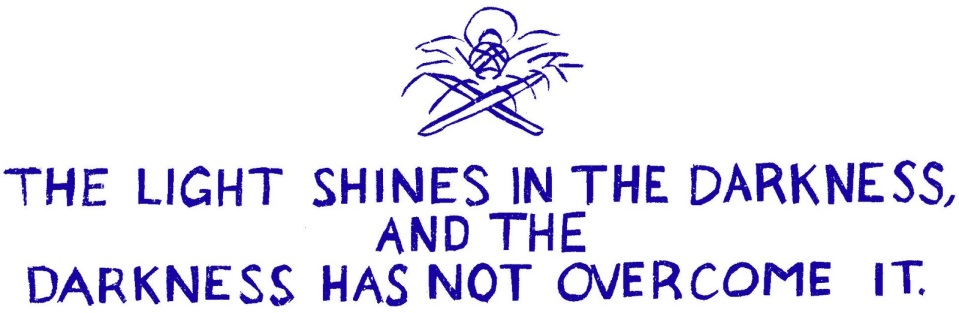 THE LIGHT SHINES IN THE DARKNESS,
AND THE
DARKNESS HAS NOT OVERCOME IT.